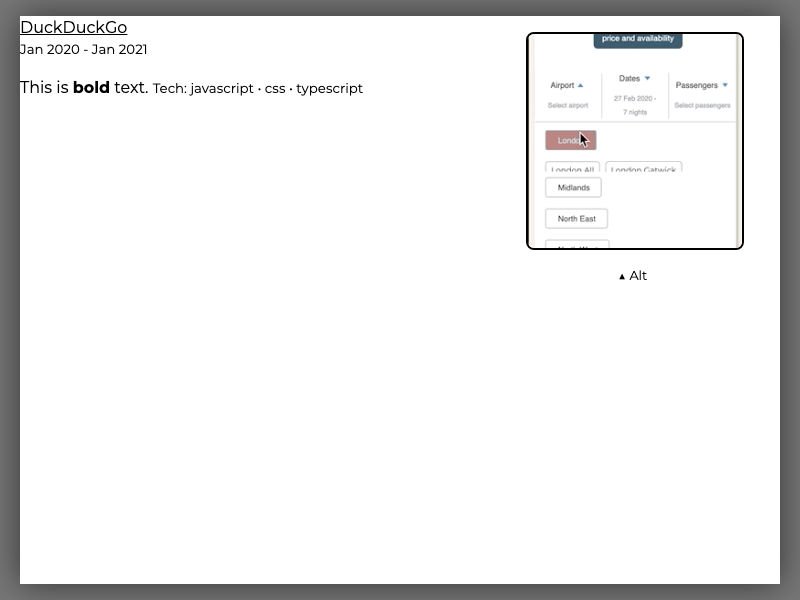 DuckDuckGo
Jan 2020 - Jan 2021
This is bold text. Tech: javascript • css • typescript
price and availability
Airport ▲ Dates ▼ Passengers ▼
Select airport 27 Feb 2020 - 7 nights Select passengers
London
London All London Gatwick
Midlands
North East
▲ Alt